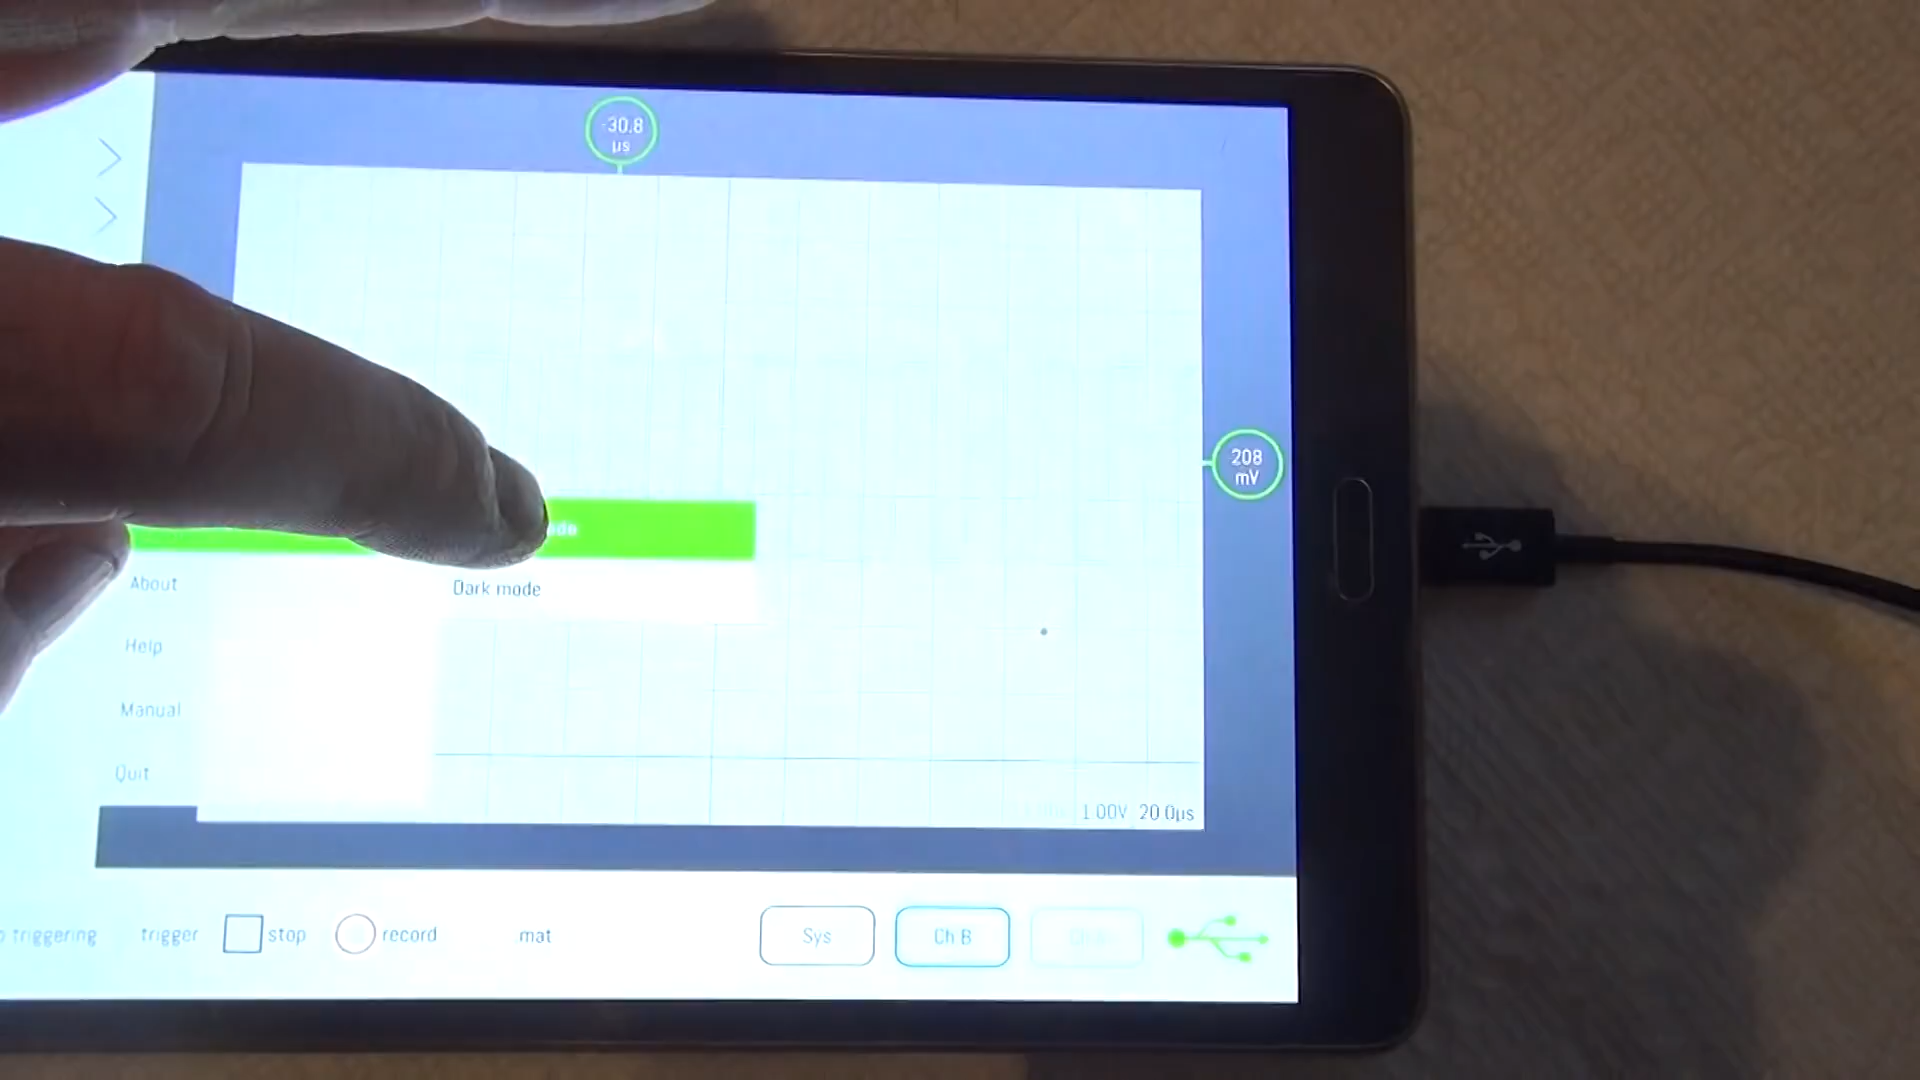 -30.8
µs
208
mV
Dark mode
About
Help
Manual
Quit
1.00V 20.0µs
triggering trigger stop record mat Sys Ch B